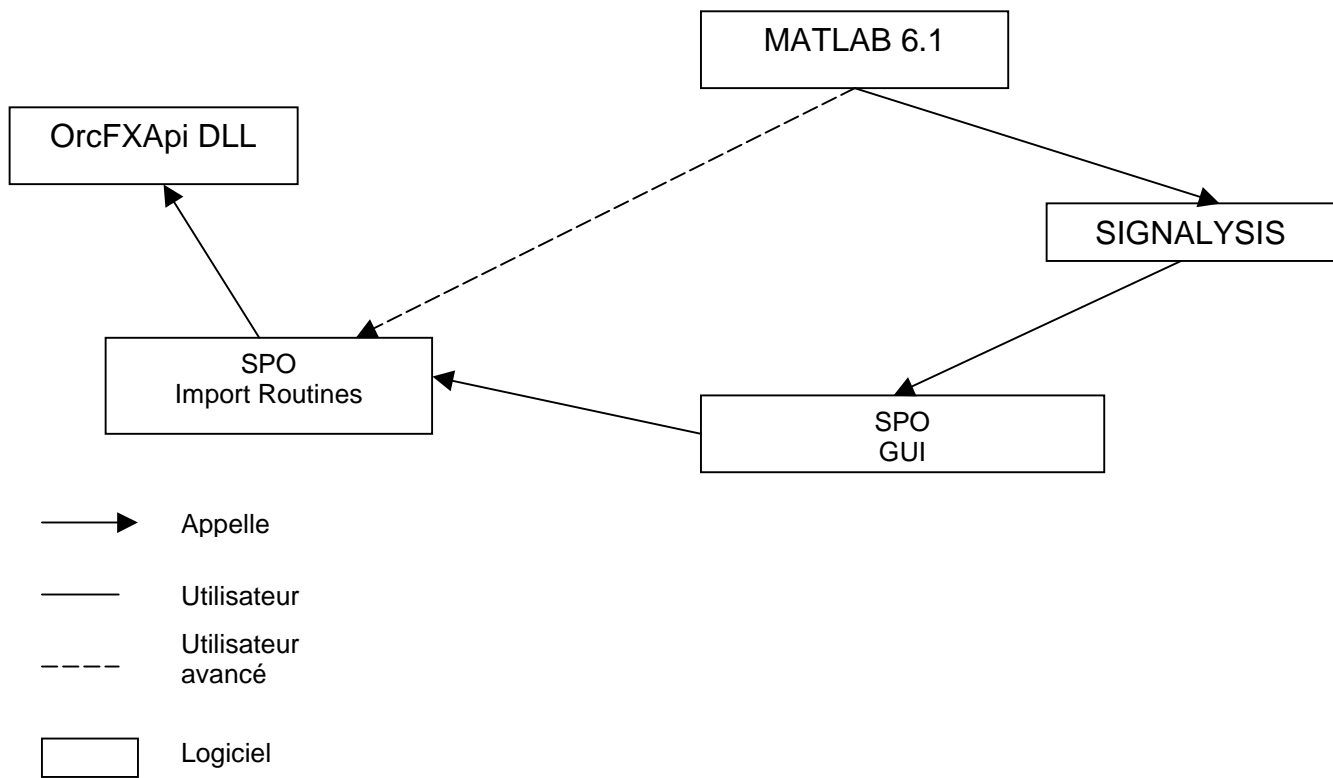 MATLAB 6.1
OrcFXApi DLL
SIGNALYSIS
SPO
Import Routines
SPO
GUI
Appelle
Utilisateur
Utilisateur
avancé
Logiciel